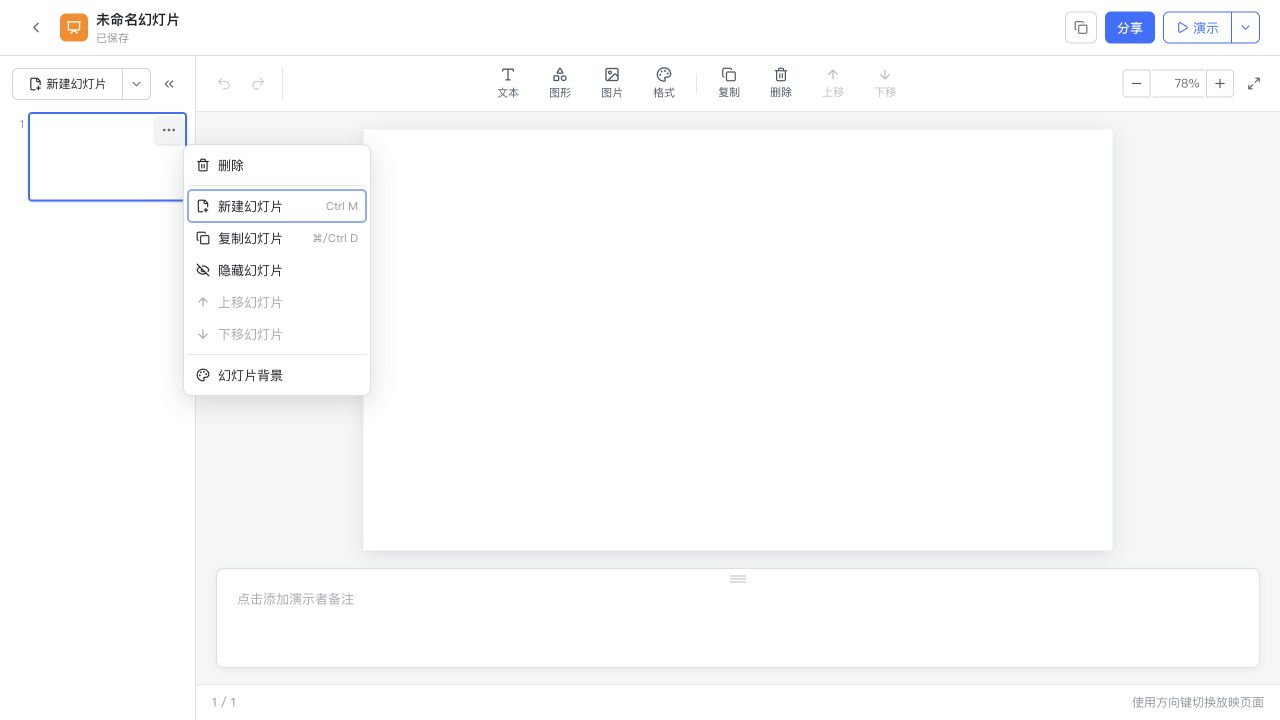 未命名幻灯片
已保存
分享
演示
新建幻灯片
文本
图形
图片
格式
复制
删除
上移
下移
78%
1
删除
新建幻灯片 Ctrl M
复制幻灯片 ⌘/Ctrl D
隐藏幻灯片
上移幻灯片
下移幻灯片
幻灯片背景
点击添加演示者备注
1 / 1
使用方向键切换放映页面